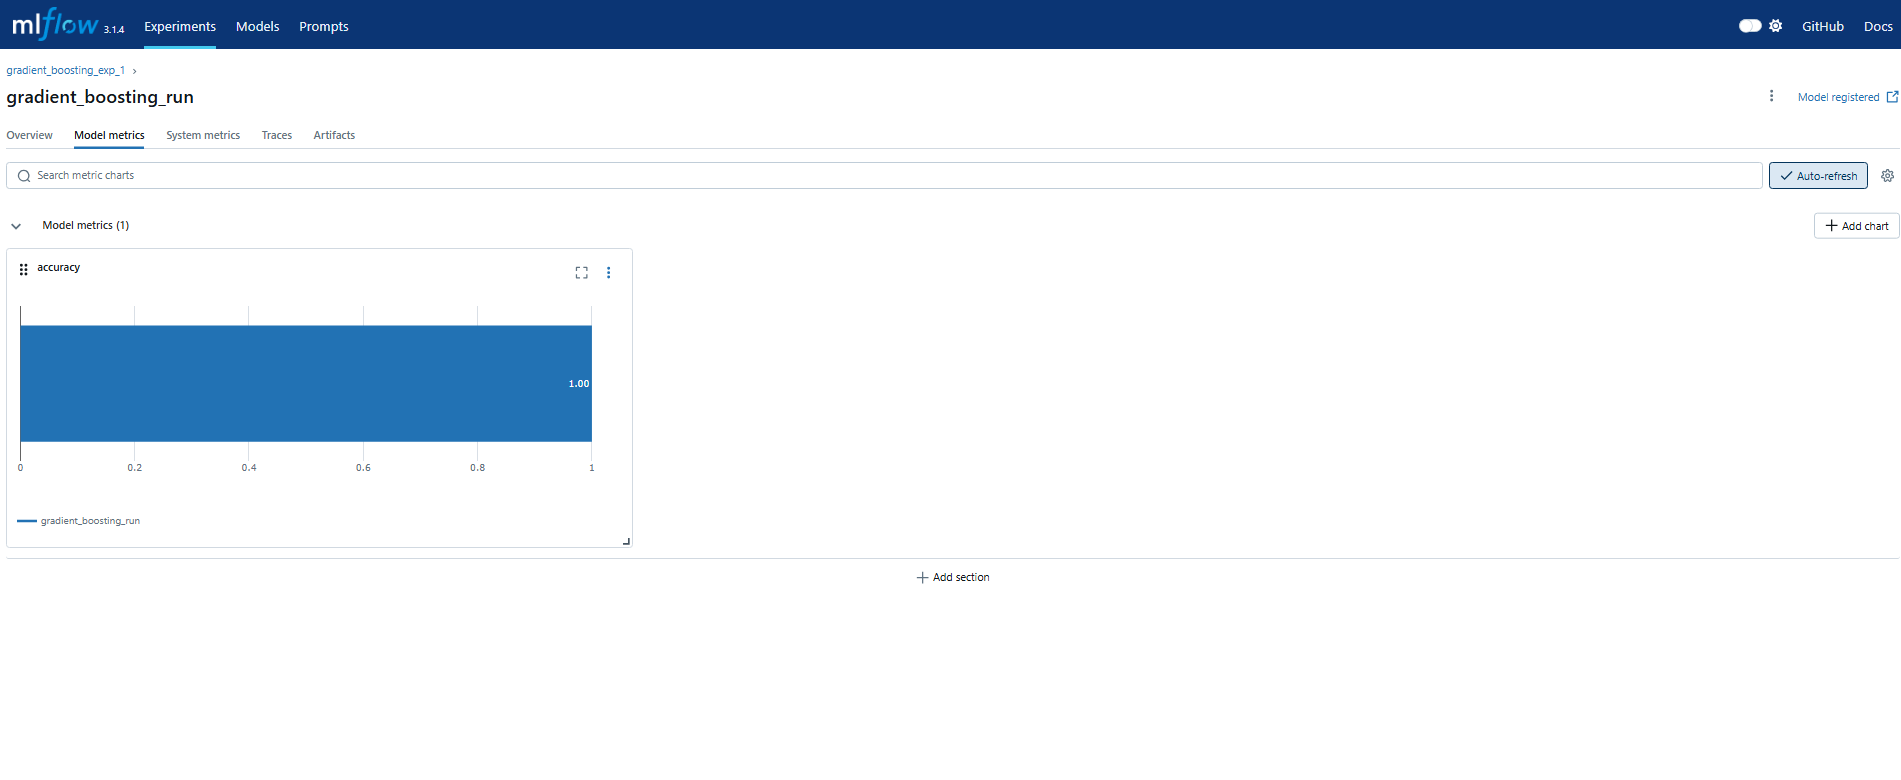 mlflow 3.1.4 Experiments Models Prompts GitHub Docs
gradient_boosting_exp_1 ›
gradient_boosting_run
Model registered
Overview Model metrics System metrics Traces Artifacts
Search metric charts
Auto-refresh
Model metrics (1)
Add chart
accuracy
1.00
0 0.2 0.4 0.6 0.8 1
gradient_boosting_run
Add section